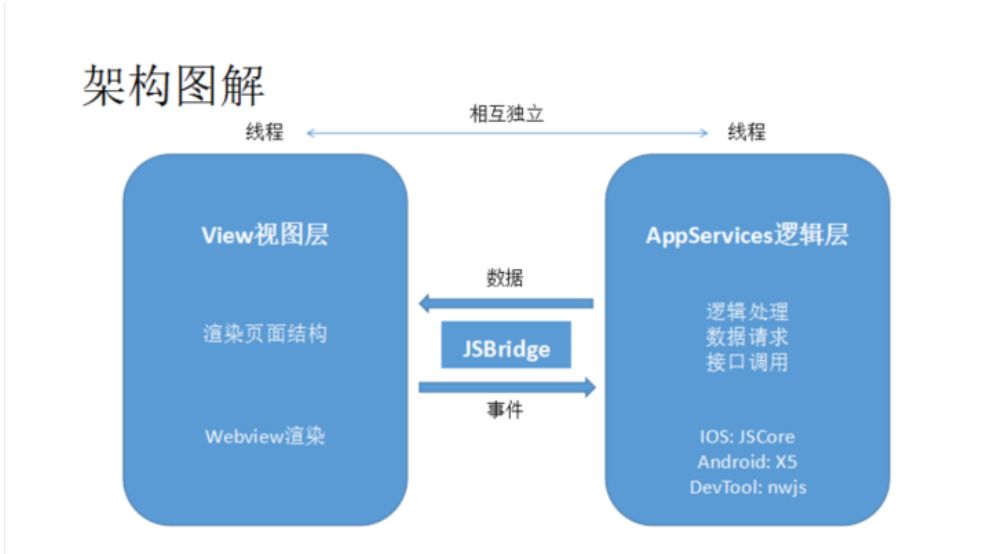 架构图解
相互独立
线程
线程
View视图层
渲染页面结构
Webview渲染
数据
JSBridge
事件
AppServices逻辑层
逻辑处理
数据请求
接口调用
IOS: JSCore
Android: X5
DevTool: nwjs